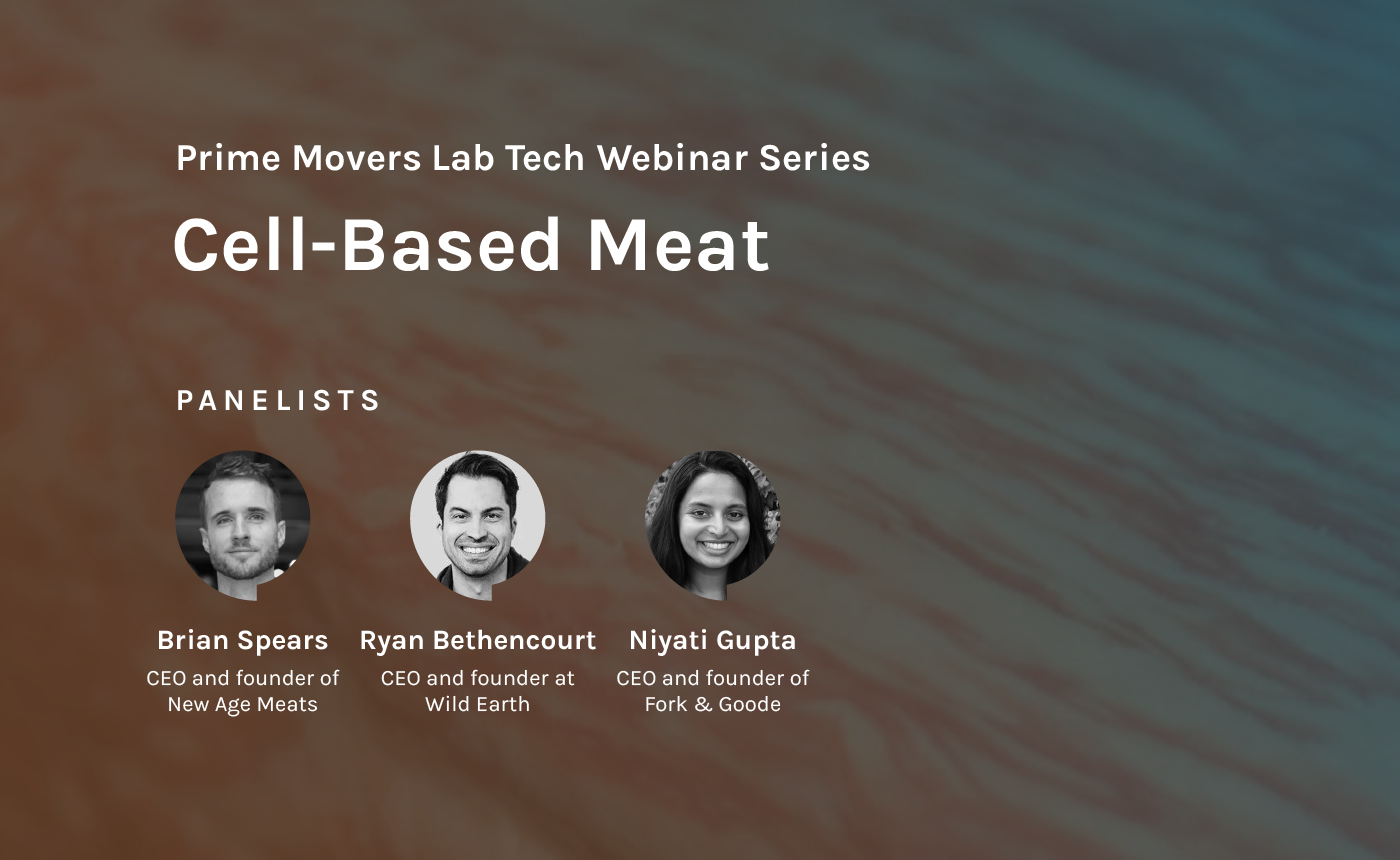 Prime Movers Lab Tech Webinar Series
Cell-Based Meat
PANELISTS
Brian Spears
CEO and founder of
New Age Meats
Ryan Bethencourt
CEO and founder at
Wild Earth
Niyati Gupta
CEO and founder of
Fork & Goode